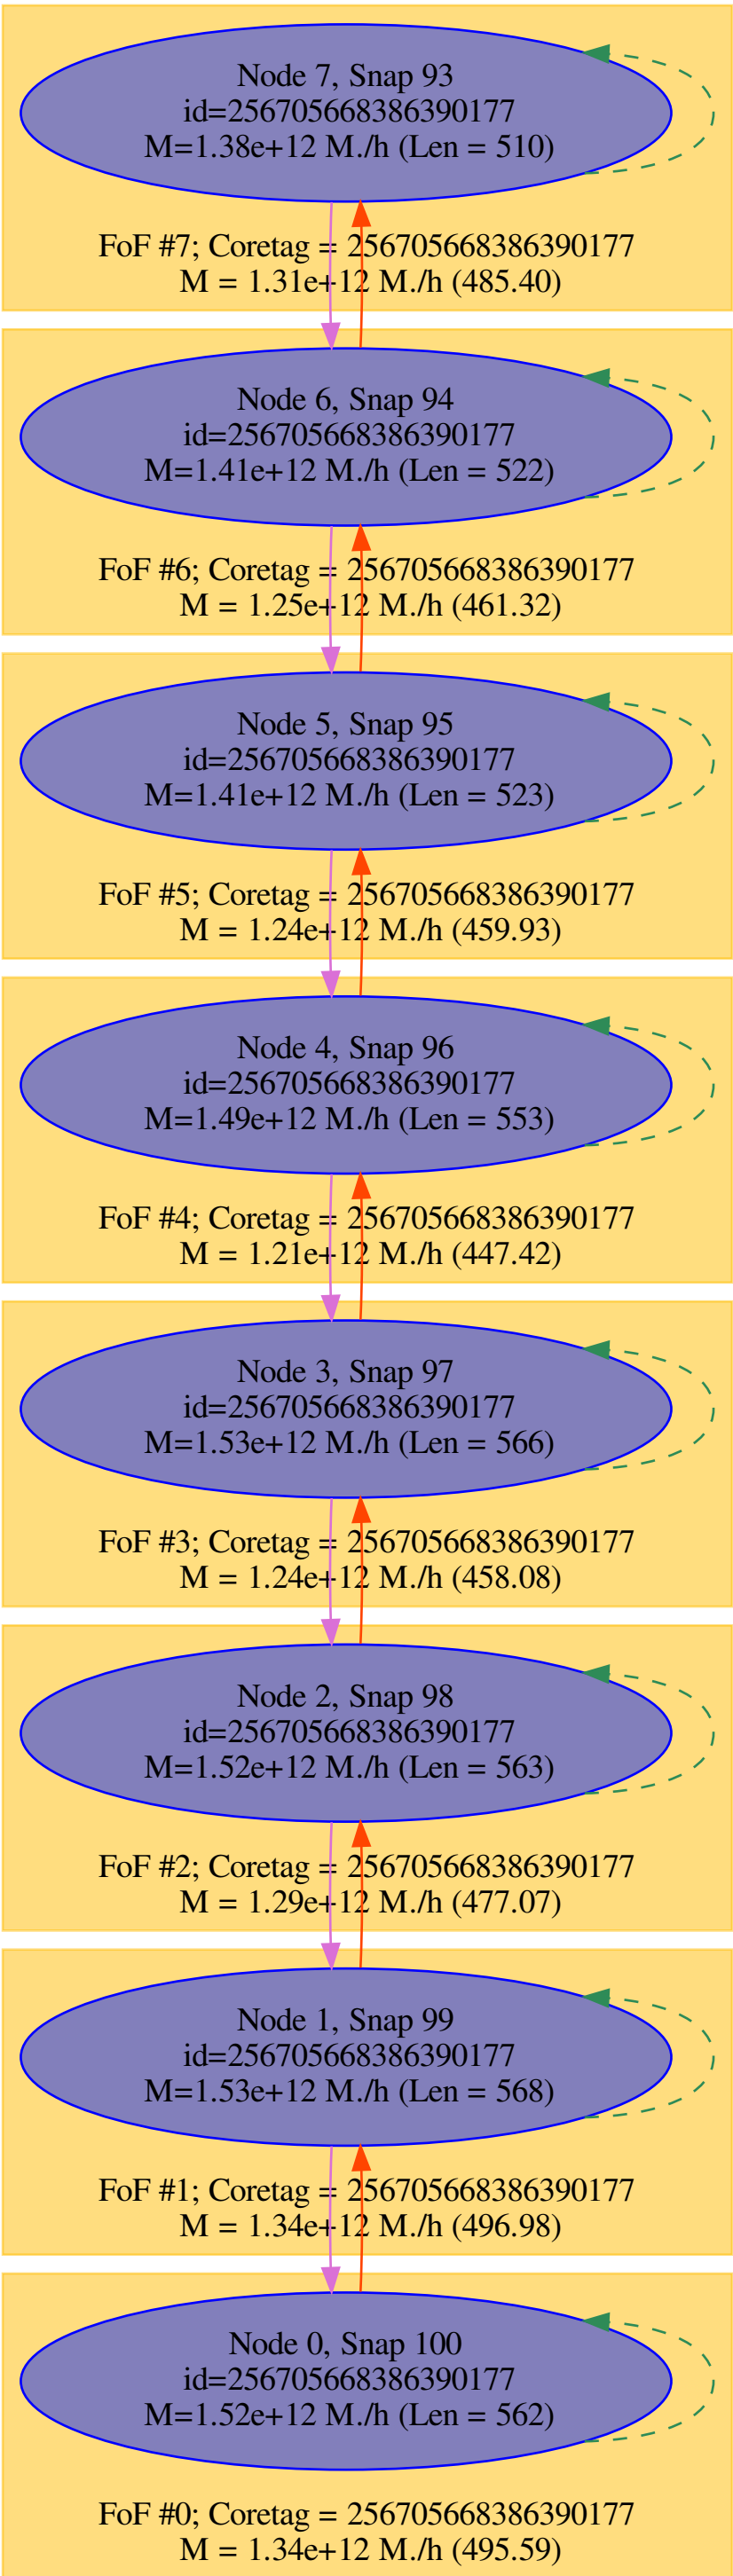 Node 7, Snap 93
id=256705668386390177
M=1.38e+12 M./h (Len = 510)
FoF #7; Coretag = 256705668386390177
M = 1.31e+12 M./h (485.40)
Node 6, Snap 94
id=256705668386390177
M=1.41e+12 M./h (Len = 522)
FoF #6; Coretag = 256705668386390177
M = 1.25e+12 M./h (461.32)
Node 5, Snap 95
id=256705668386390177
M=1.41e+12 M./h (Len = 523)
FoF #5; Coretag = 256705668386390177
M = 1.24e+12 M./h (459.93)
Node 4, Snap 96
id=256705668386390177
M=1.49e+12 M./h (Len = 553)
FoF #4; Coretag = 256705668386390177
M = 1.21e+12 M./h (447.42)
Node 3, Snap 97
id=256705668386390177
M=1.53e+12 M./h (Len = 566)
FoF #3; Coretag = 256705668386390177
M = 1.24e+12 M./h (458.08)
Node 2, Snap 98
id=256705668386390177
M=1.52e+12 M./h (Len = 563)
FoF #2; Coretag = 256705668386390177
M = 1.29e+12 M./h (477.07)
Node 1, Snap 99
id=256705668386390177
M=1.53e+12 M./h (Len = 568)
FoF #1; Coretag = 256705668386390177
M = 1.34e+12 M./h (496.98)
Node 0, Snap 100
id=256705668386390177
M=1.52e+12 M./h (Len = 562)
FoF #0; Coretag = 256705668386390177
M = 1.34e+12 M./h (495.59)